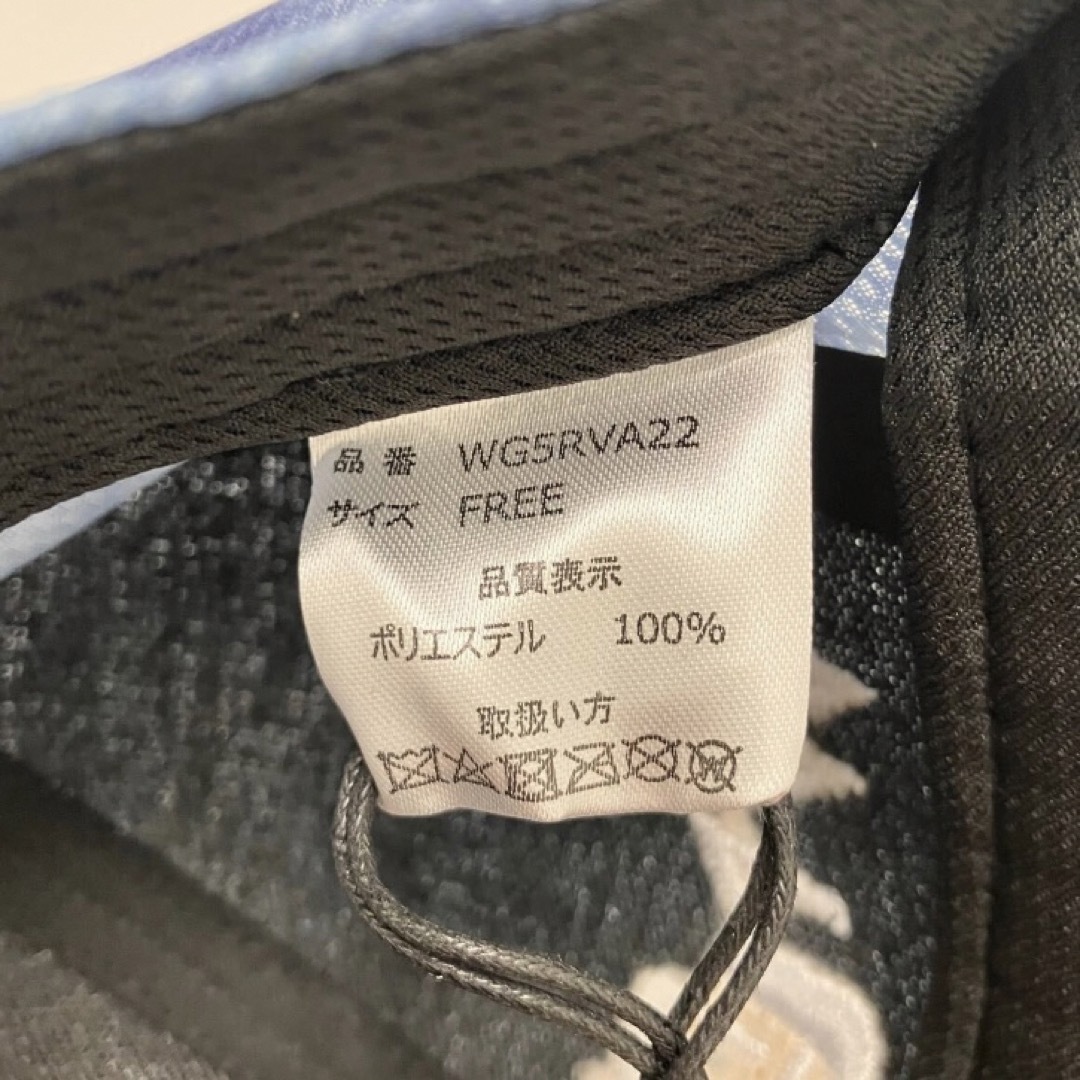 品番 WG5RVA22
サイズ FREE
品質表示
ポリエステル 100%
取扱い方
W